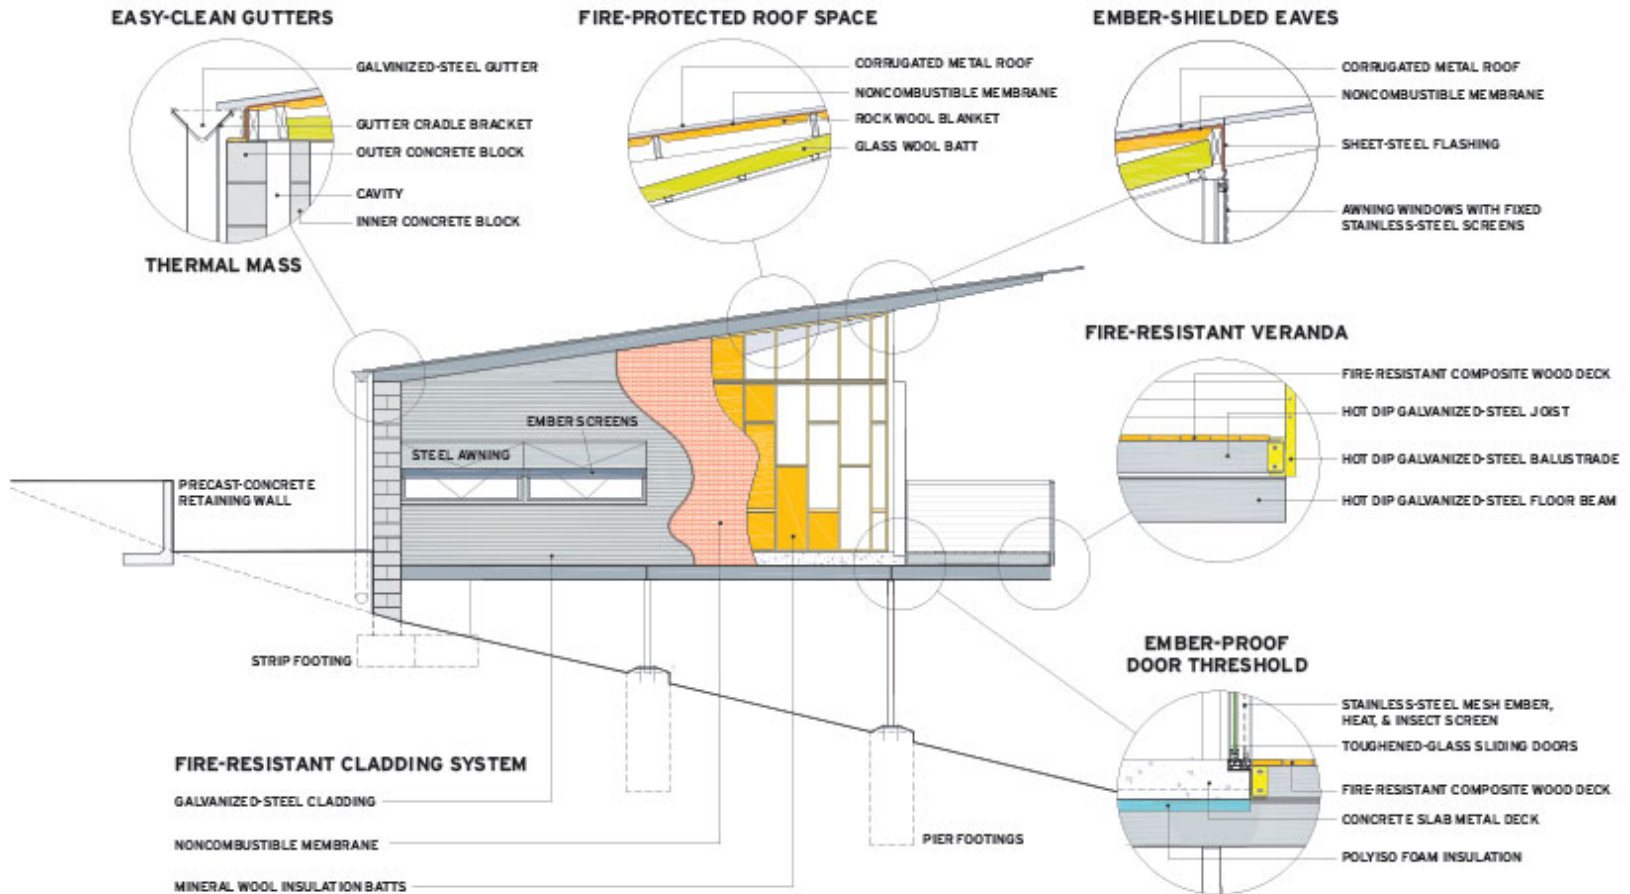 EASY-CLEAN GUTTERS
GALVINIZED-STEEL GUTTER
GUTTER CRADLE BRACKET
OUTER CONCRETE BLOCK
CAVITY
INNER CONCRETE BLOCK
THERMAL MASS
FIRE-PROTECTED ROOF SPACE
CORRUGATED METAL ROOF
NONCOMBUSTIBLE MEMBRANE
ROCK WOOL BLANKET
GLASS WOOL BATT
EMBER-SHIELDED EAVES
CORRUGATED METAL ROOF
NONCOMBUSTIBLE MEMBRANE
SHEET-STEEL FLASHING
AWNING WINDOWS WITH FIXED
STAINLESS-STEEL SCREENS
FIRE-RESISTANT VERANDA
FIRE-RESISTANT COMPOSITE WOOD DECK
HOT DIP GALVANIZED-STEEL JOIST
HOT DIP GALVANIZED-STEEL BALUSTRADE
HOT DIP GALVANIZED-STEEL FLOOR BEAM
EMBER SCREENS
STEEL AWNING
PRECAST-CONCRETE
RETAINING WALL
STRIP FOOTING
PIER FOOTINGS
EMBER-PROOF
DOOR THRESHOLD
STAINLESS-STEEL MESH EMBER,
HEAT, & INSECT SCREEN
TOUGHENED-GLASS SLIDING DOORS
FIRE-RESISTANT COMPOSITE WOOD DECK
CONCRETE SLAB METAL DECK
POLYISO FOAM INSULATION
FIRE-RESISTANT CLADDING SYSTEM
GALVANIZED-STEEL CLADDING
NONCOMBUSTIBLE MEMBRANE
MINERAL WOOL INSULATION BATTS